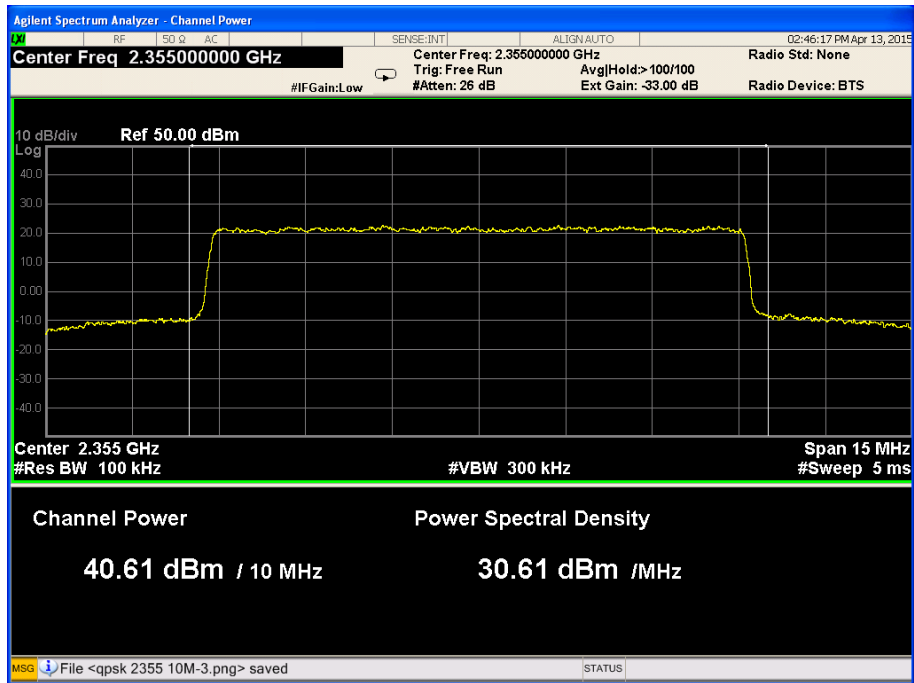 Agilent Spectrum Analyzer - Channel Power
LXI RF 50 Ω AC SENSE:INT ALIGN AUTO 02:46:17 PM Apr 13, 2015
Center Freq 2.355000000 GHz
Center Freq: 2.355000000 GHz Radio Std: None
Trig: Free Run Avg|Hold:>100/100
#IFGain:Low #Atten: 26 dB Ext Gain: -33.00 dB Radio Device: BTS
10 dB/div Ref 50.00 dBm
Log
40.0
30.0
20.0
10.0
0.00
-10.0
-20.0
-30.0
-40.0
Center 2.355 GHz Span 15 MHz
#Res BW 100 kHz #VBW 300 kHz #Sweep 5 ms
Channel Power Power Spectral Density
40.61 dBm / 10 MHz 30.61 dBm /MHz
MSG File <qpsk 2355 10M-3.png> saved STATUS